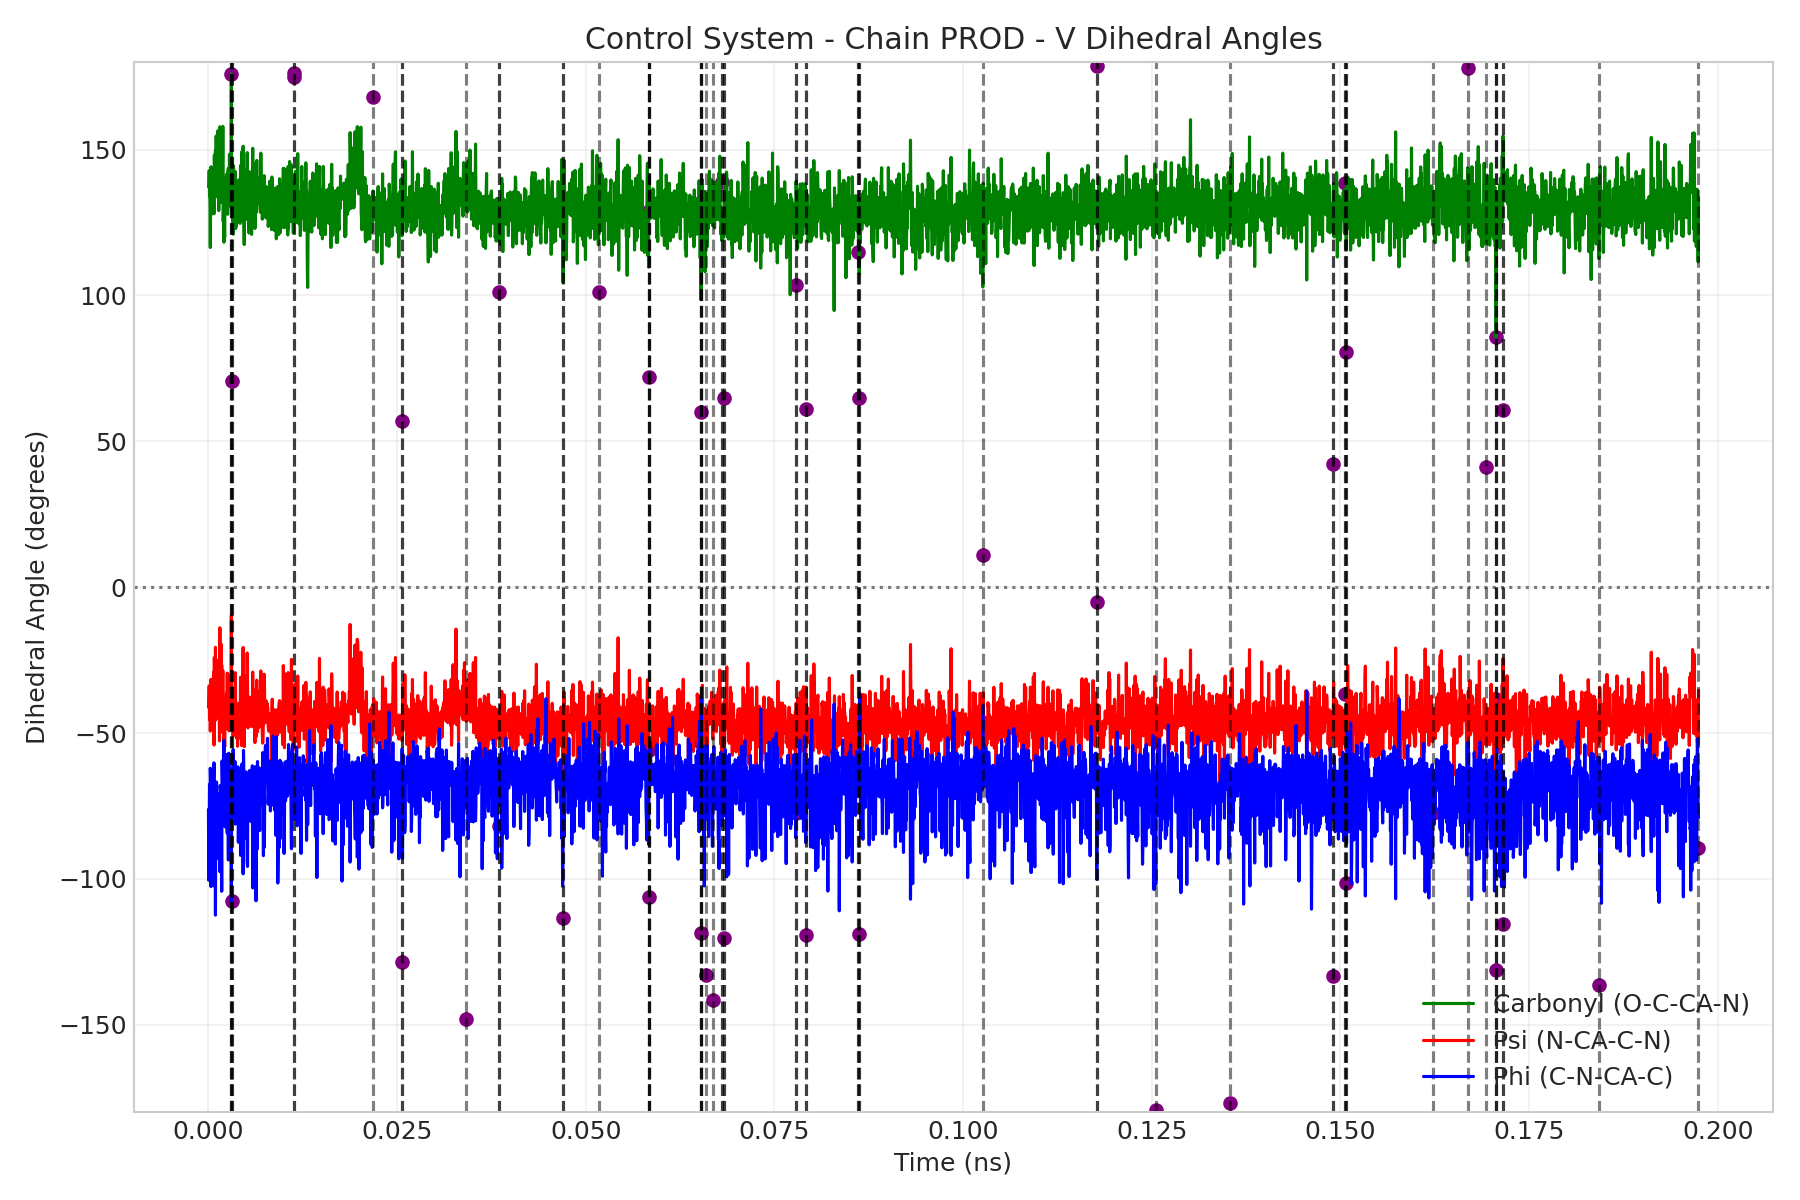 Control System - Chain PROD - V Dihedral Angles
Dihedral Angle (degrees)
150
100
50
0
−50
−100
−150
Carbonyl (O-C-CA-N)
Psi (N-CA-C-N)
Phi (C-N-CA-C)
0.000 0.025 0.050 0.075 0.100 0.125 0.150 0.175 0.200
Time (ns)